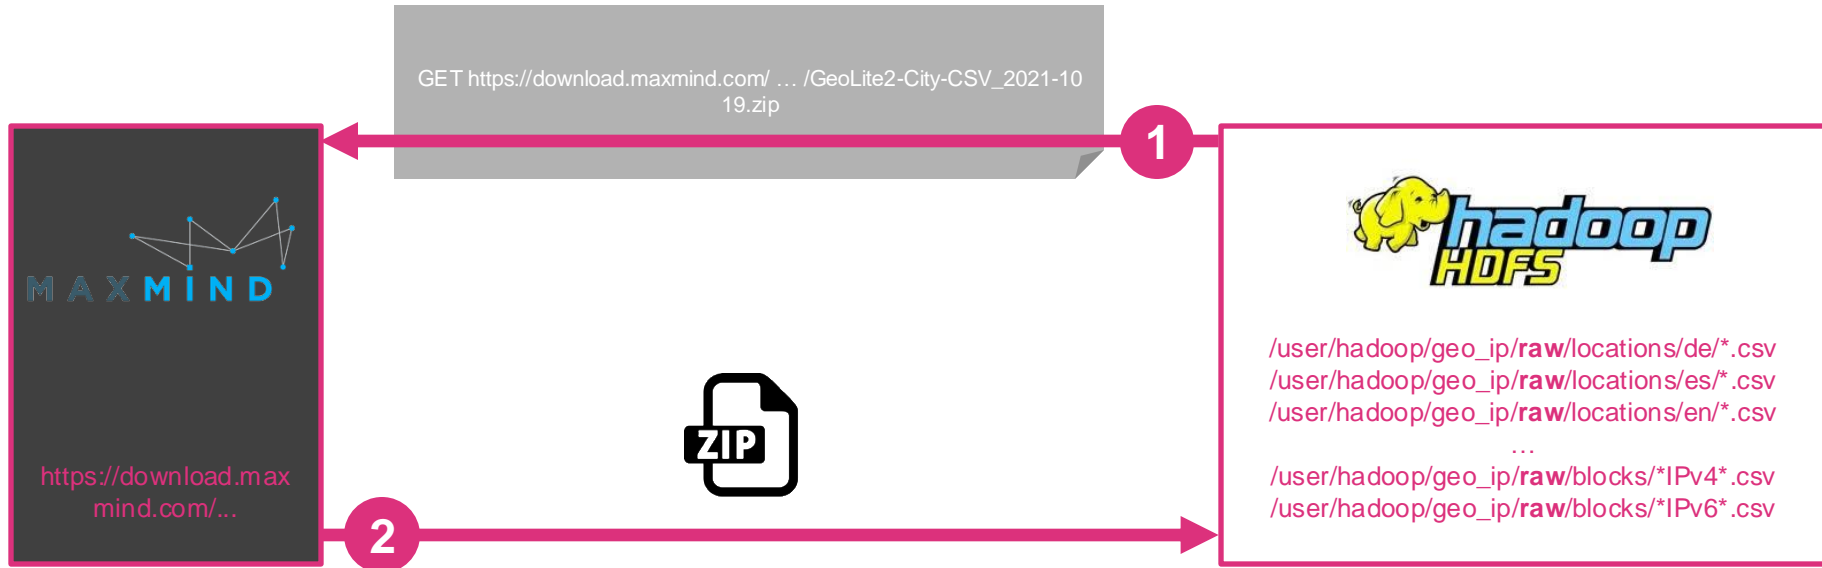 GET https://download.maxmind.com/ … /GeoLite2-City-CSV_2021-10
19.zip
1
MAXMIND
hadoop
HDFS
/user/hadoop/geo_ip/raw/locations/de/*.csv
/user/hadoop/geo_ip/raw/locations/es/*.csv
/user/hadoop/geo_ip/raw/locations/en/*.csv
…
/user/hadoop/geo_ip/raw/blocks/*IPv4*.csv
/user/hadoop/geo_ip/raw/blocks/*IPv6*.csv
ZIP
https://download.max
mind.com/...
2